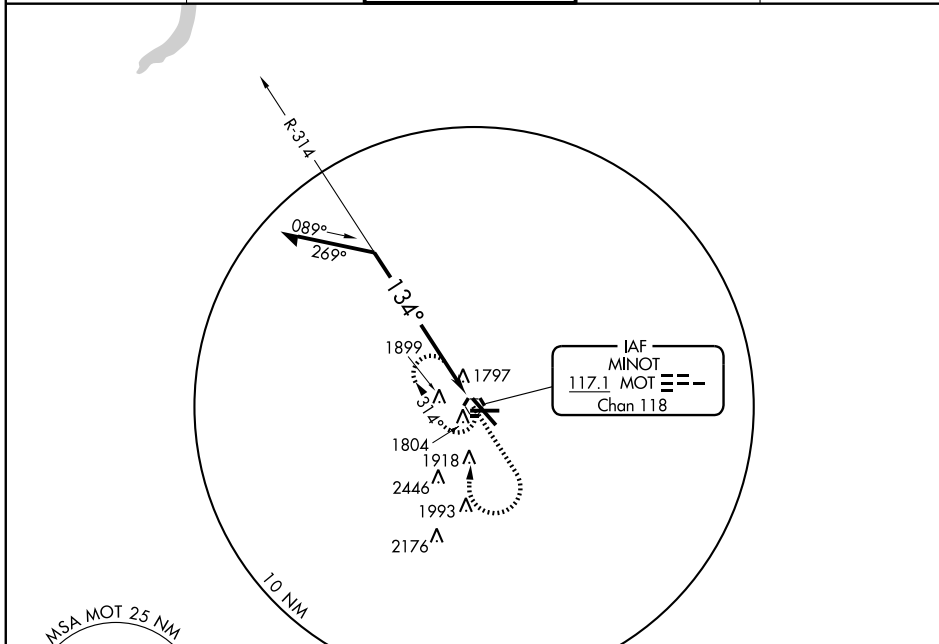 R-314
089°
269°
134°
1899
1797
IAF
MINOT
117.1 MOT
Chan 118
314°
1804
1918
2446
1993
2176
10 NM
MSA MOT 25 NM